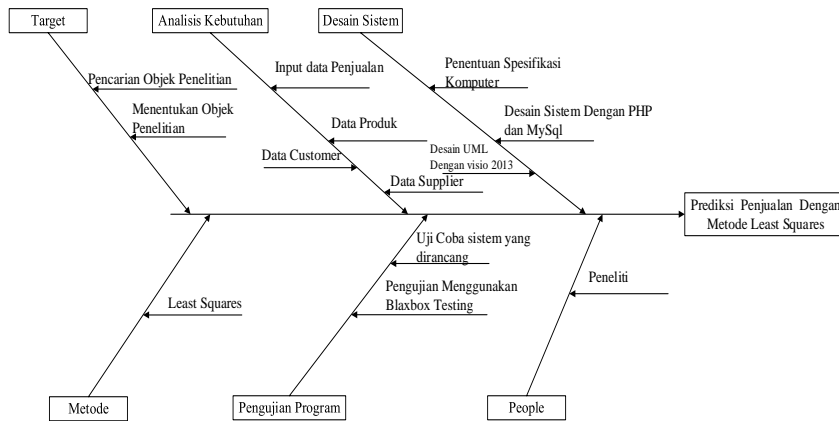 Target
Analisis Kebutuhan
Desain Sistem
Pencarian Objek Penelitian
Menentukan Objek
Penelitian
Input data Penjualan
Data Produk
Data Customer
Data Supplier
Penentuan Spesifikasi
Komputer
Desain Sistem Dengan PHP
dan MySql
Desain UML
Dengan visio 2013
Prediksi Penjualan Dengan
Metode Least Squares
Least Squares
Uji Coba sistem yang
dirancang
Pengujian Menggunakan
Blaxbox Testing
Peneliti
Metode
Pengujian Program
People